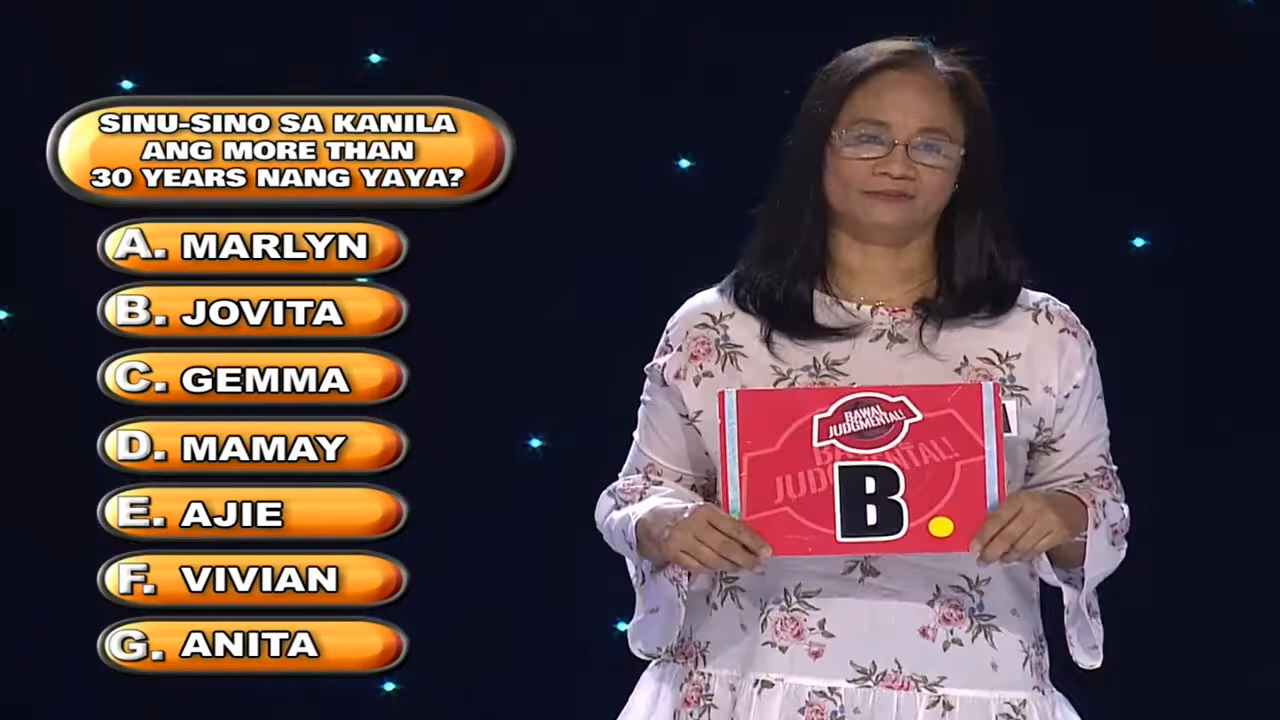 SINU-SINO SA KANILA
ANG MORE THAN
30 YEARS NANG YAYA?
A. MARLYN
B. JOVITA
C. GEMMA
D. MAMAY
E. AJIE
F. VIVIAN
G. ANITA
BAWAL
JUDGMENTAL!
B.